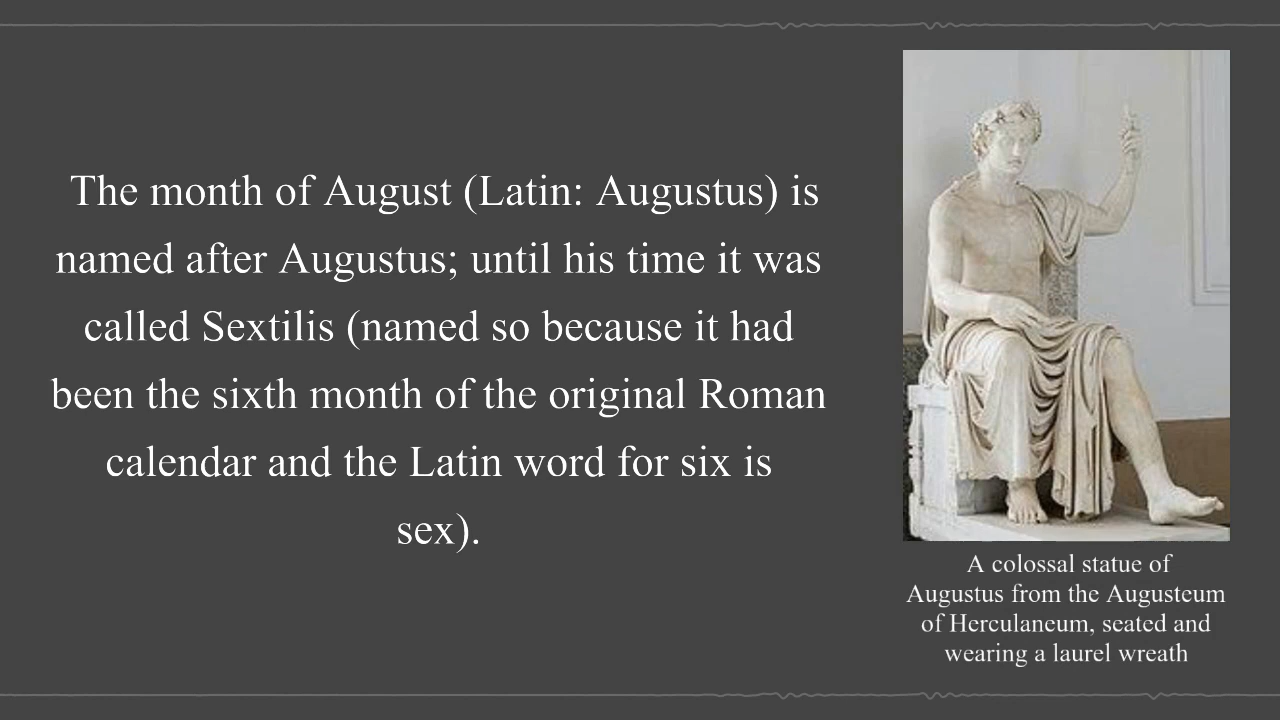 The month of August (Latin: Augustus) is
named after Augustus; until his time it was
called Sextilis (named so because it had
been the sixth month of the original Roman
calendar and the Latin word for six is
sex).
A colossal statue of
Augustus from the Augusteum
of Herculaneum, seated and
wearing a laurel wreath